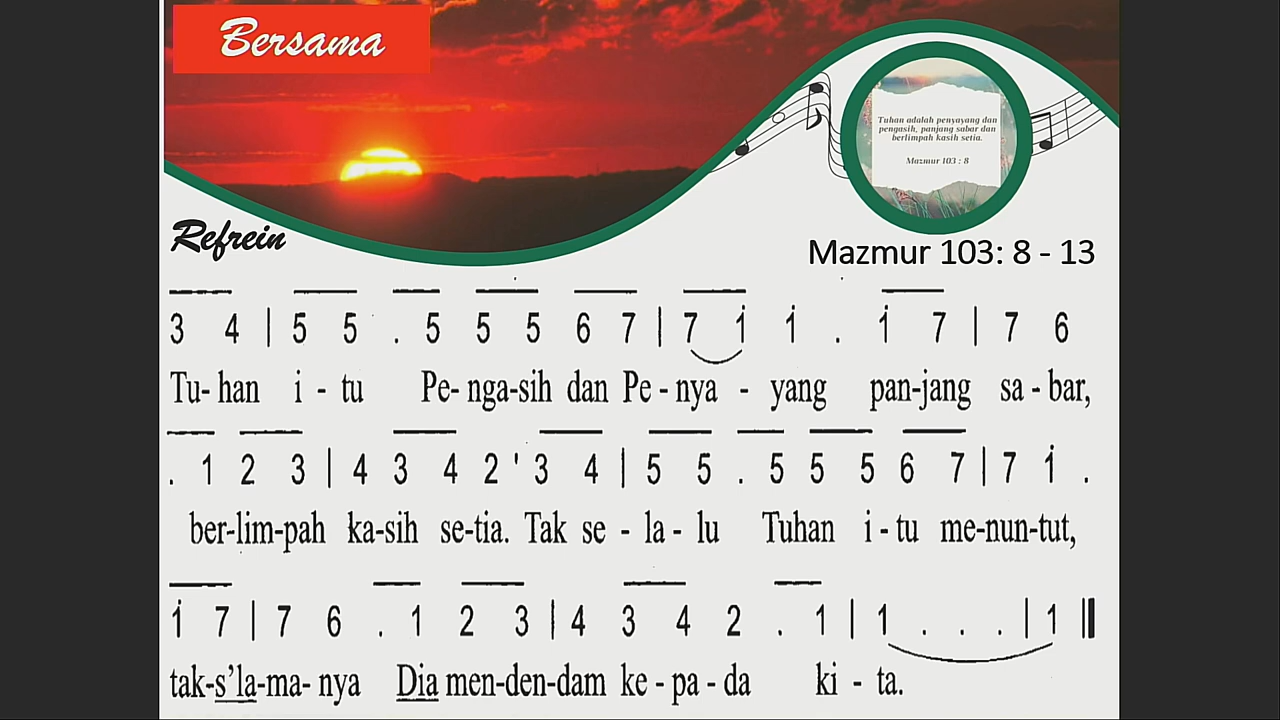 Bersama
Tuhan adalah penyayang dan
pengasih, panjang sabar dan
berlimpah kasih setia.
Mazmur 103 : 8
Refrein
Mazmur 103: 8 - 13
3 4 | 5 5 . 5 5 5 6 7 | 7 i i . i 7 | 7 6
Tu- han i - tu Pe- nga-sih dan Pe - nya - yang pan-jang sa - bar,
. 1 2 3 | 4 3 4 2 ' 3 4 | 5 5 . 5 5 5 6 7 | 7 i .
ber-lim-pah ka-sih se-tia. Tak se - la - lu Tuhan i - tu me-nun-tut,
i 7 | 7 6 . 1 2 3 | 4 3 4 2 . 1 | 1 . . . | 1 ||
tak-s'la-ma- nya Dia men-den-dam ke - pa - da ki - ta.